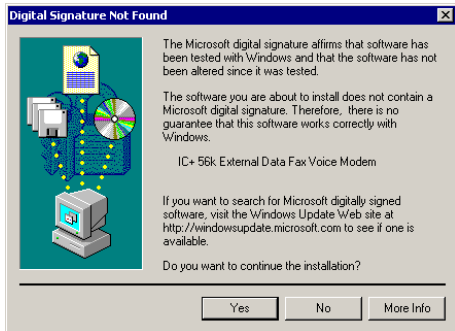 Digital Signature Not Found
The Microsoft digital signature affirms that software has
been tested with Windows and that the software has not
been altered since it was tested.
The software you are about to install does not contain a
Microsoft digital signature. Therefore, there is no
guarantee that this software works correctly with
Windows.
IC+ 56k External Data Fax Voice Modem
If you want to search for Microsoft digitally signed
software, visit the Windows Update Web site at
http://windowsupdate.microsoft.com to see if one is
available.
Do you want to continue the installation?
Yes No More Info